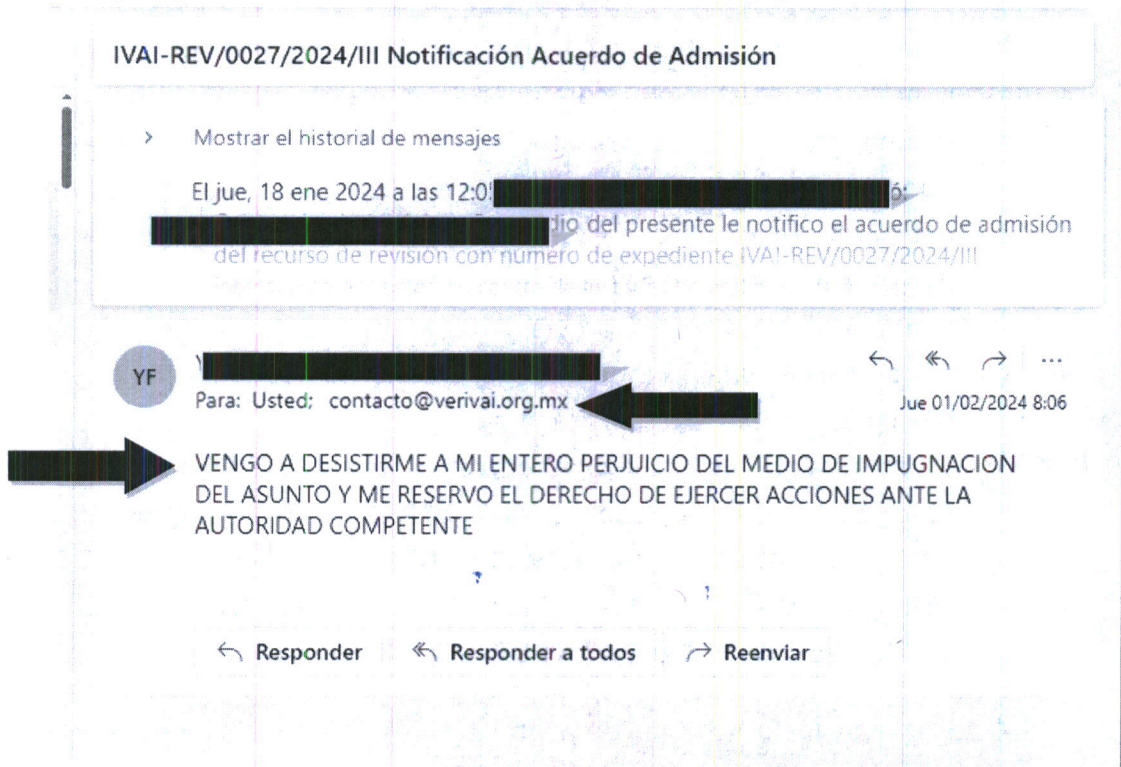 IVAI-REV/0027/2024/III Notificación Acuerdo de Admisión
Mostrar el historial de mensajes
El jue, 18 ene 2024 a las 12:0
dio del presente le notifico el acuerdo de admisión
del recurso de revisión con número de expediente IVAI-REV/0027/2024/III
YF
Para: Usted; contacto@verivai.org.mx
Jue 01/02/2024 8:06
VENGO A DESISTIRME A MI ENTERO PERJUICIO DEL MEDIO DE IMPUGNACION
DEL ASUNTO Y ME RESERVO EL DERECHO DE EJERCER ACCIONES ANTE LA
AUTORIDAD COMPETENTE
Responder Responder a todos Reenviar